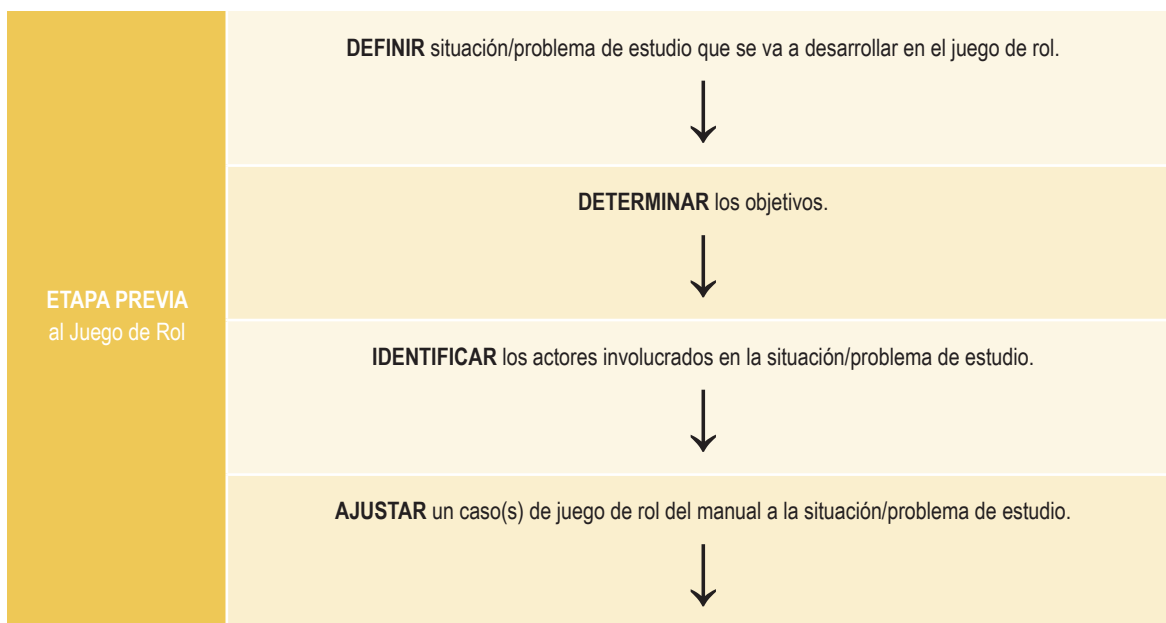 DEFINIR situación/problema de estudio que se va a desarrollar en el juego de rol.
DETERMINAR los objetivos.
ETAPA PREVIA
al Juego de Rol
IDENTIFICAR los actores involucrados en la situación/problema de estudio.
AJUSTAR un caso(s) de juego de rol del manual a la situación/problema de estudio.